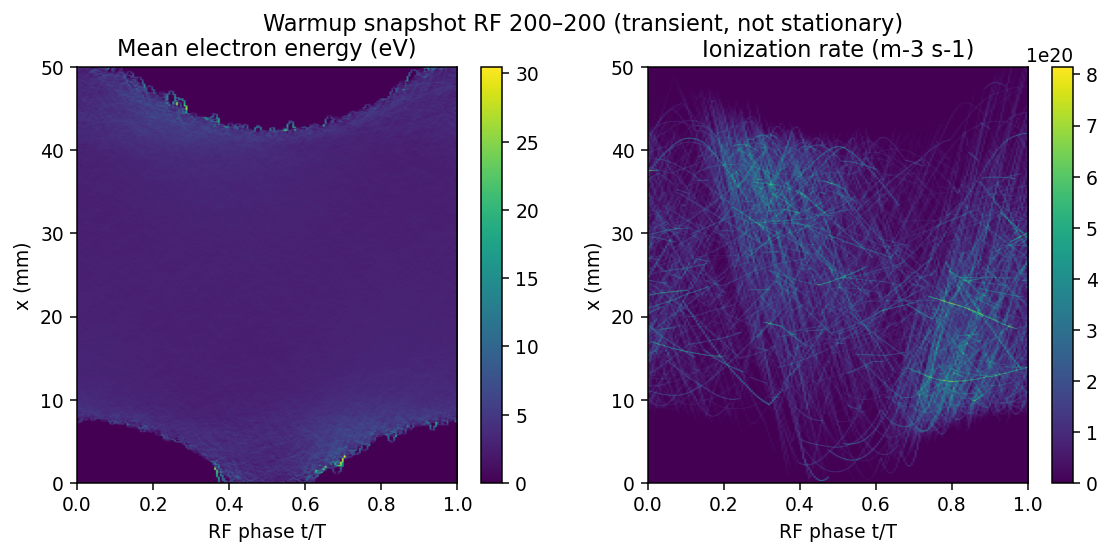 Warmup snapshot RF 200–200 (transient, not stationary)
Mean electron energy (eV)
Ionization rate (m-3 s-1)
1e20
50
40
30
20
10
0
x (mm)
0.0 0.2 0.4 0.6 0.8 1.0
RF phase t/T
30
25
20
15
10
5
0
50
40
30
20
10
0
x (mm)
0.0 0.2 0.4 0.6 0.8 1.0
RF phase t/T
8
7
6
5
4
3
2
1
0